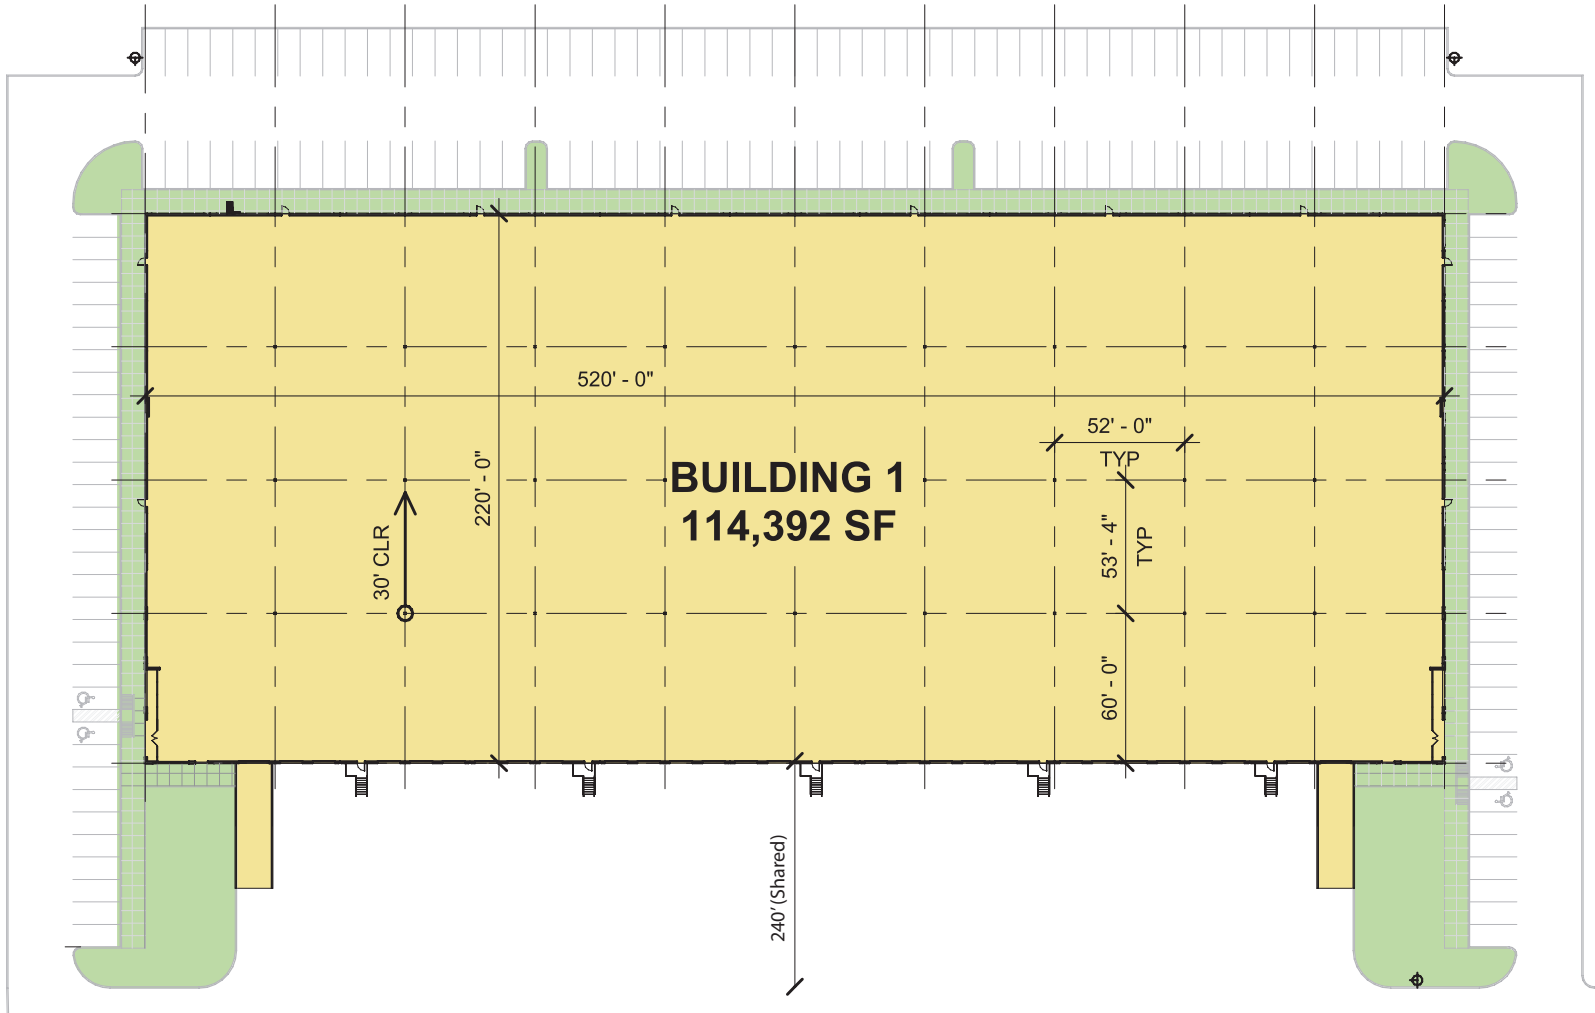 520' - 0"
52' - 0"
TYP
220' - 0"
BUILDING 1
114,392 SF
30' CLR
53' - 4"
TYP
60' - 0"
240'(Shared)